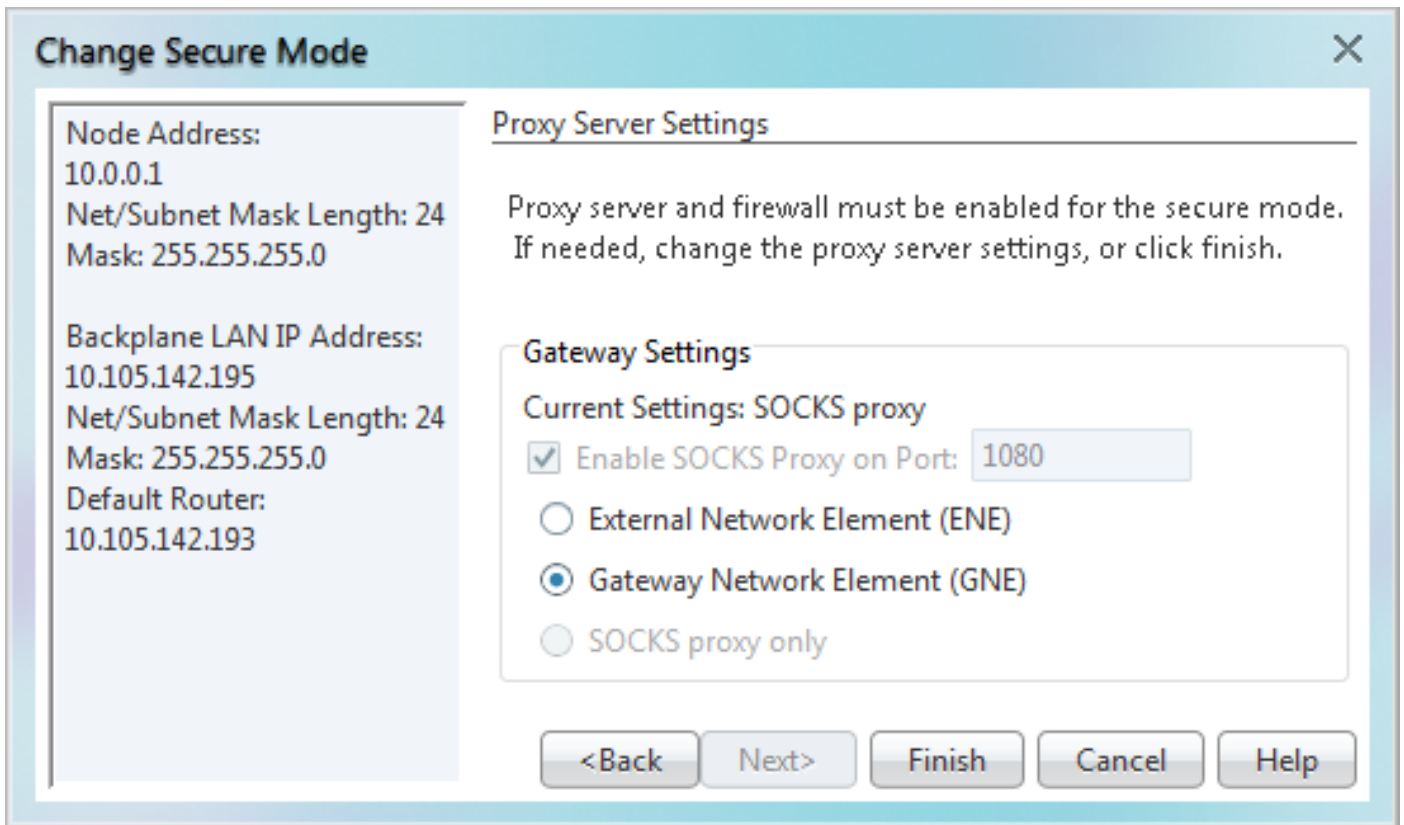 Change Secure Mode
Node Address:
10.0.0.1
Net/Subnet Mask Length: 24
Mask: 255.255.255.0
Backplane LAN IP Address:
10.105.142.195
Net/Subnet Mask Length: 24
Mask: 255.255.255.0
Default Router:
10.105.142.193
Proxy Server Settings
Proxy server and firewall must be enabled for the secure mode.
If needed, change the proxy server settings, or click finish.
Gateway Settings
Current Settings: SOCKS proxy
Enable SOCKS Proxy on Port: 1080
External Network Element (ENE)
Gateway Network Element (GNE)
SOCKS proxy only
<Back Next> Finish Cancel Help